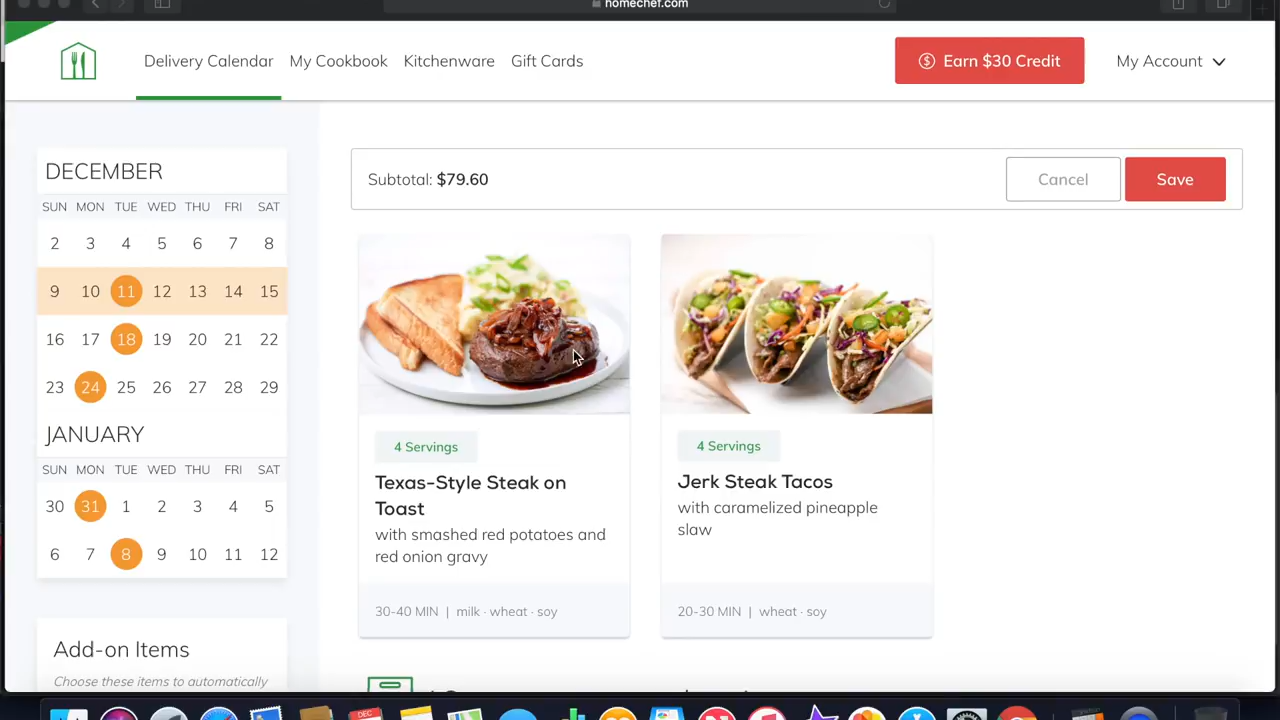 homechef.com
Delivery Calendar My Cookbook Kitchenware Gift Cards
$ Earn $30 Credit
My Account
DECEMBER
SUN MON TUE WED THU FRI SAT
2 3 4 5 6 7 8
9 10 11 12 13 14 15
16 17 18 19 20 21 22
23 24 25 26 27 28 29
JANUARY
SUN MON TUE WED THU FRI SAT
30 31 1 2 3 4 5
6 7 8 9 10 11 12
Add-on Items
Choose these items to automatically
Subtotal: $79.60
Cancel
Save
4 Servings
Texas-Style Steak on
Toast
with smashed red potatoes and
red onion gravy
30-40 MIN | milk · wheat · soy
4 Servings
Jerk Steak Tacos
with caramelized pineapple
slaw
20-30 MIN | wheat · soy
DEC